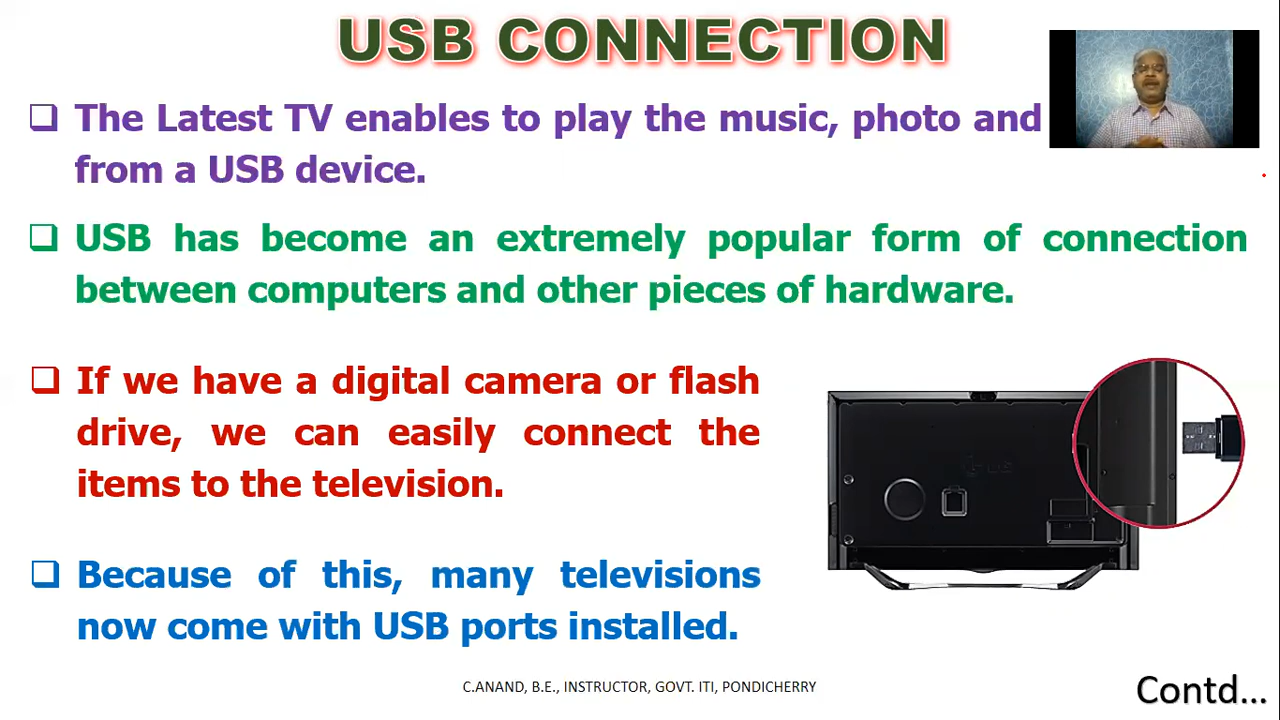 USB CONNECTION
❑ The Latest TV enables to play the music, photo and
from a USB device.
❑ USB has become an extremely popular form of connection
between computers and other pieces of hardware.
❑ If we have a digital camera or flash
drive, we can easily connect the
items to the television.
❑ Because of this, many televisions
now come with USB ports installed.
C.ANAND, B.E., INSTRUCTOR, GOVT. ITI, PONDICHERRY
Contd...